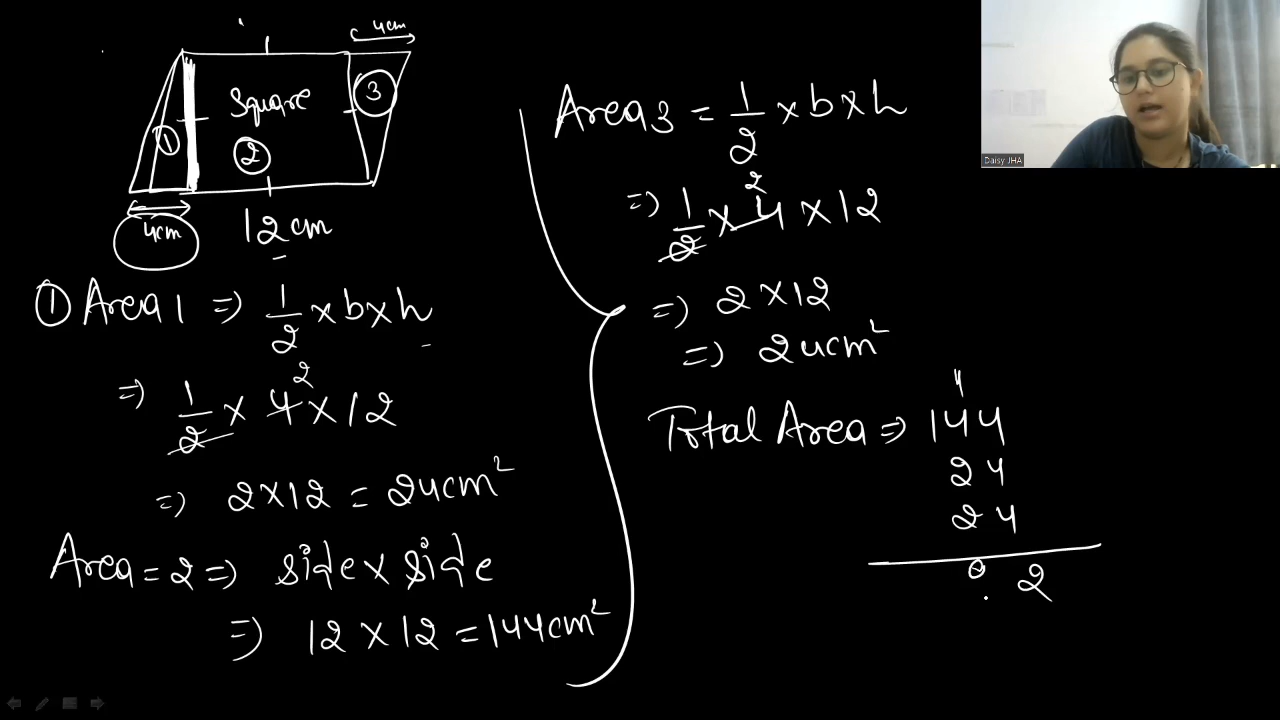 4cm
Square
1
3
2
4cm
12cm
① Area 1 => 1/2 × b × h
=> 1/2 × 4 2 × 12
=> 2×12 = 24cm²
Area = 2 => side × side
=> 12 × 12 = 144cm²
Area 3 = 1/2 × b × h
=> 1/2 × 4 2 × 12
=> 2 × 12
=> 24cm²
Total Area => 144
24
24
2
Daisy JHA